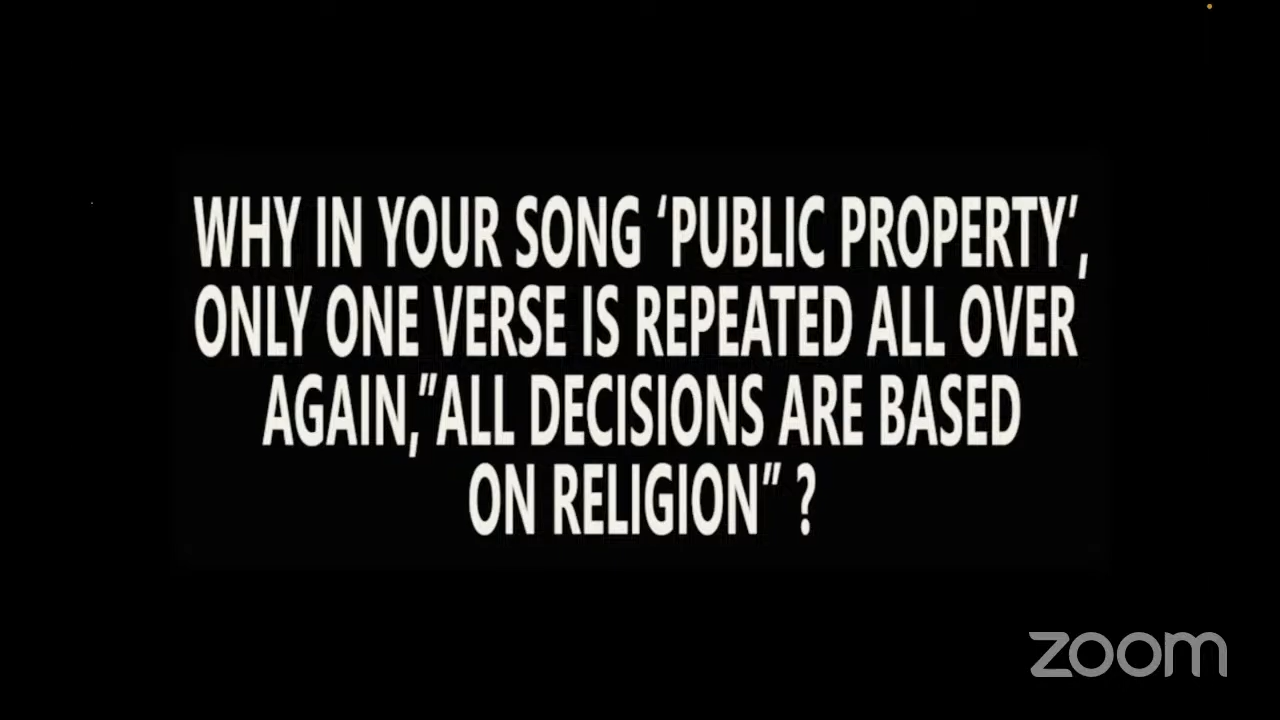 WHY IN YOUR SONG ‘PUBLIC PROPERTY’,
ONLY ONE VERSE IS REPEATED ALL OVER
AGAIN,"ALL DECISIONS ARE BASED
ON RELIGION" ?
zoom